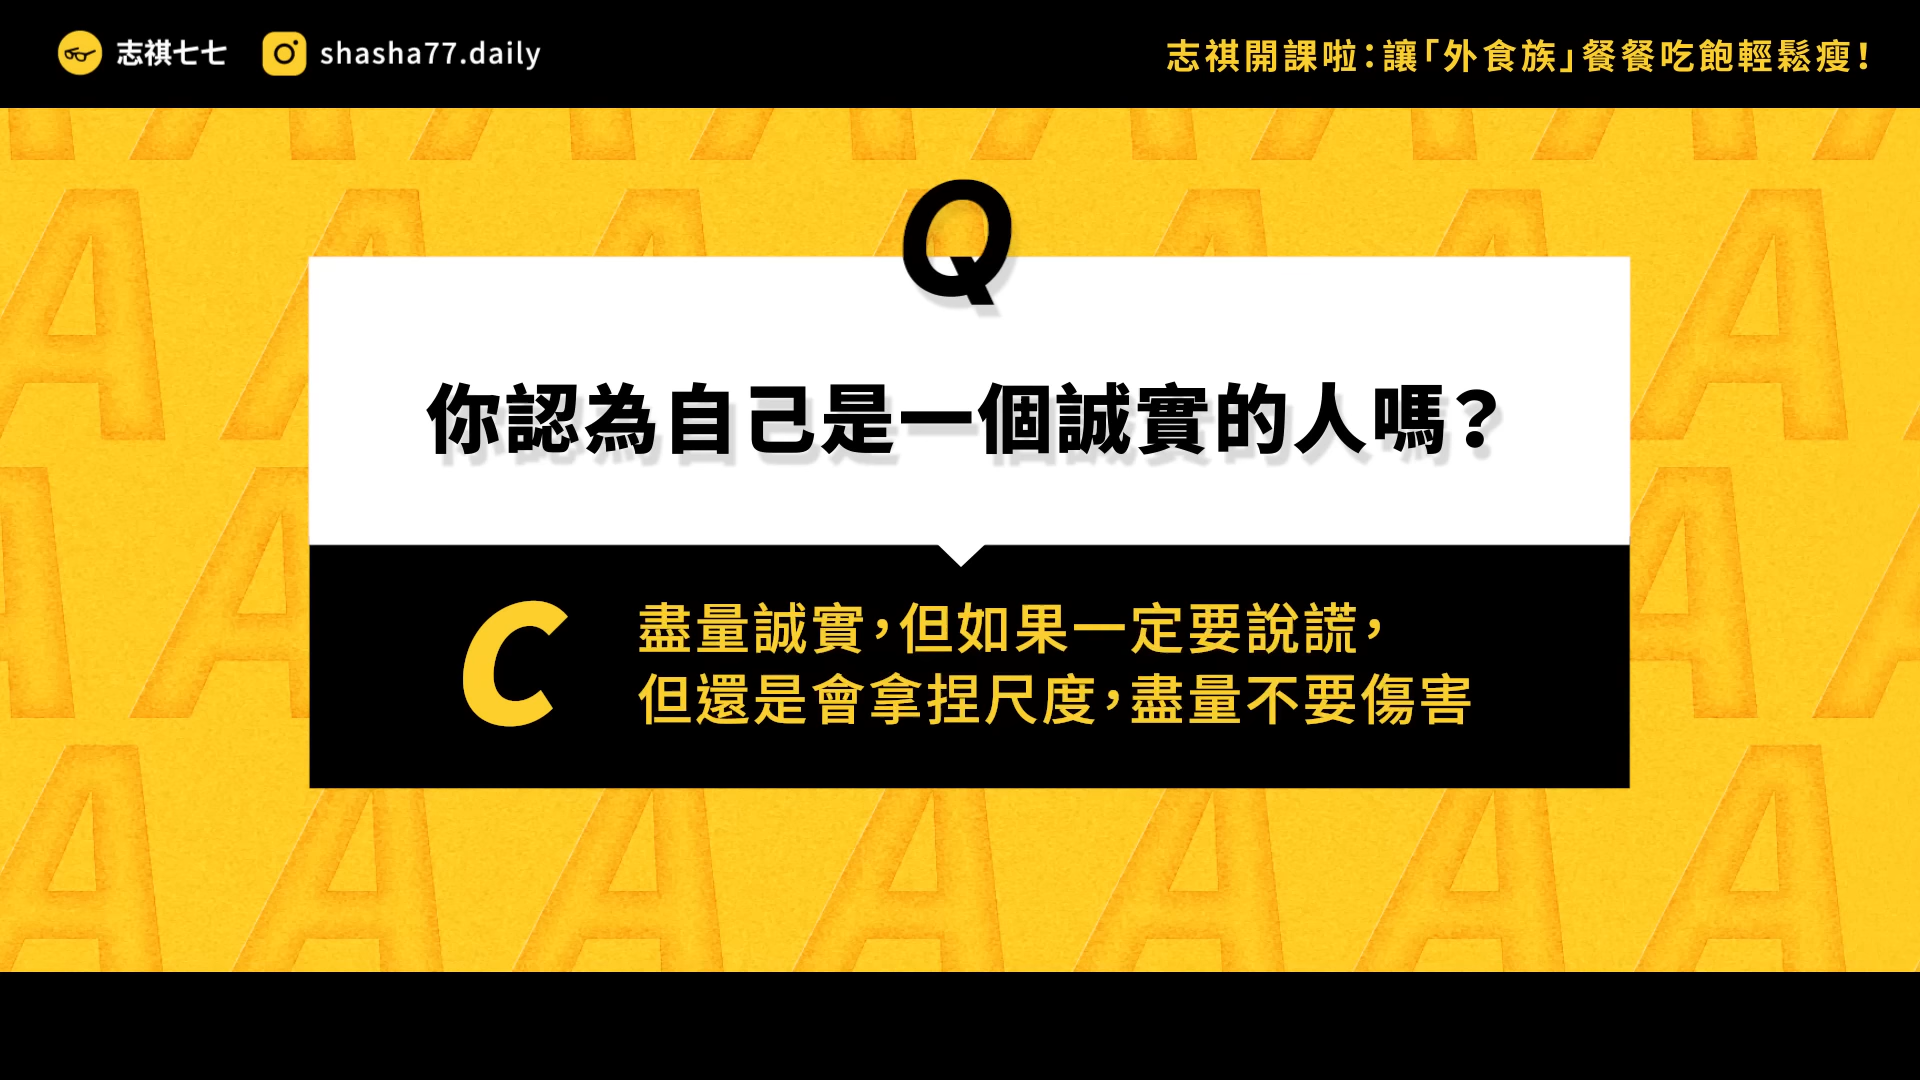 志祺七七
shasha77.daily
志祺開課啦：讓「外食族」餐餐吃飽輕鬆瘦！
Q
你認為自己是一個誠實的人嗎？
C
盡量誠實，但如果一定要說謊，
但還是會拿捏尺度，盡量不要傷害